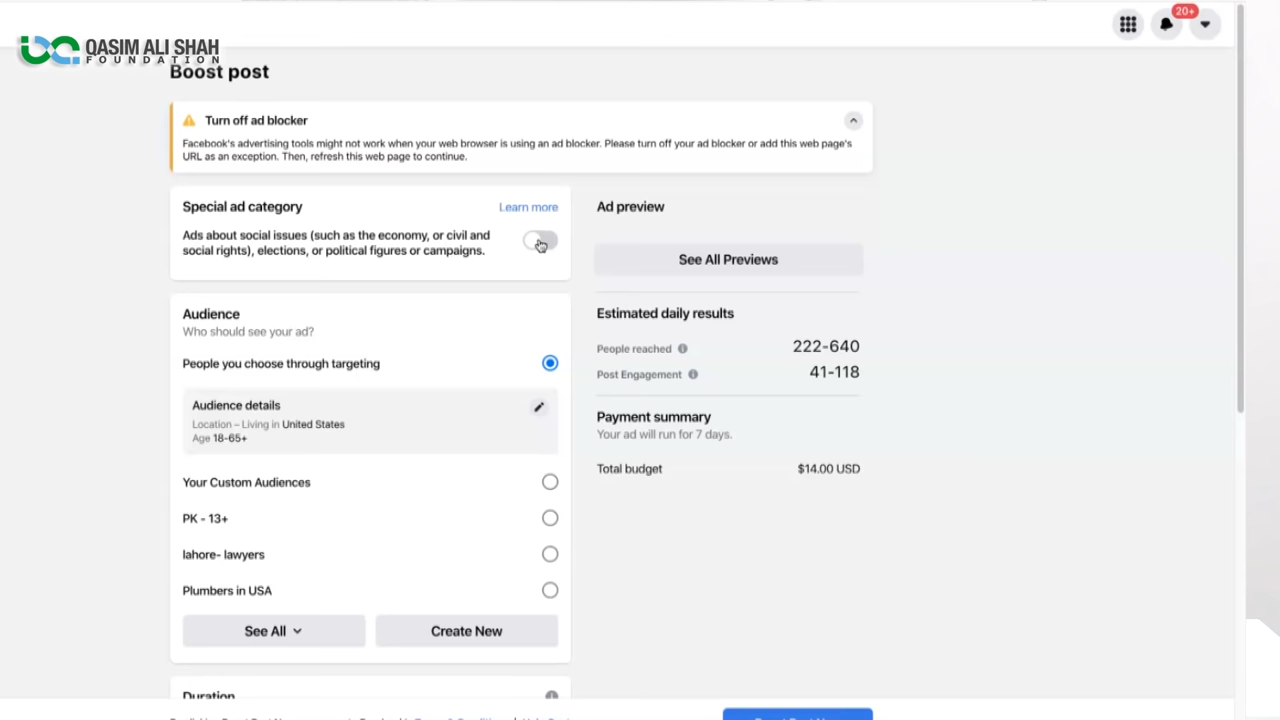 20+
QASIM ALI SHAH
FOUNDATION
Boost post
Turn off ad blocker
Facebook's advertising tools might not work when your web browser is using an ad blocker. Please turn off your ad blocker or add this web page's
URL as an exception. Then, refresh this web page to continue.
Special ad category
Learn more
Ads about social issues (such as the economy, or civil and
social rights), elections, or political figures or campaigns.
Audience
Who should see your ad?
People you choose through targeting
Audience details
Location – Living in United States
Age 18-65+
Your Custom Audiences
PK - 13+
lahore- lawyers
Plumbers in USA
See All
Create New
Duration
Ad preview
See All Previews
Estimated daily results
People reached 222-640
Post Engagement 41-118
Payment summary
Your ad will run for 7 days.
Total budget $14.00 USD